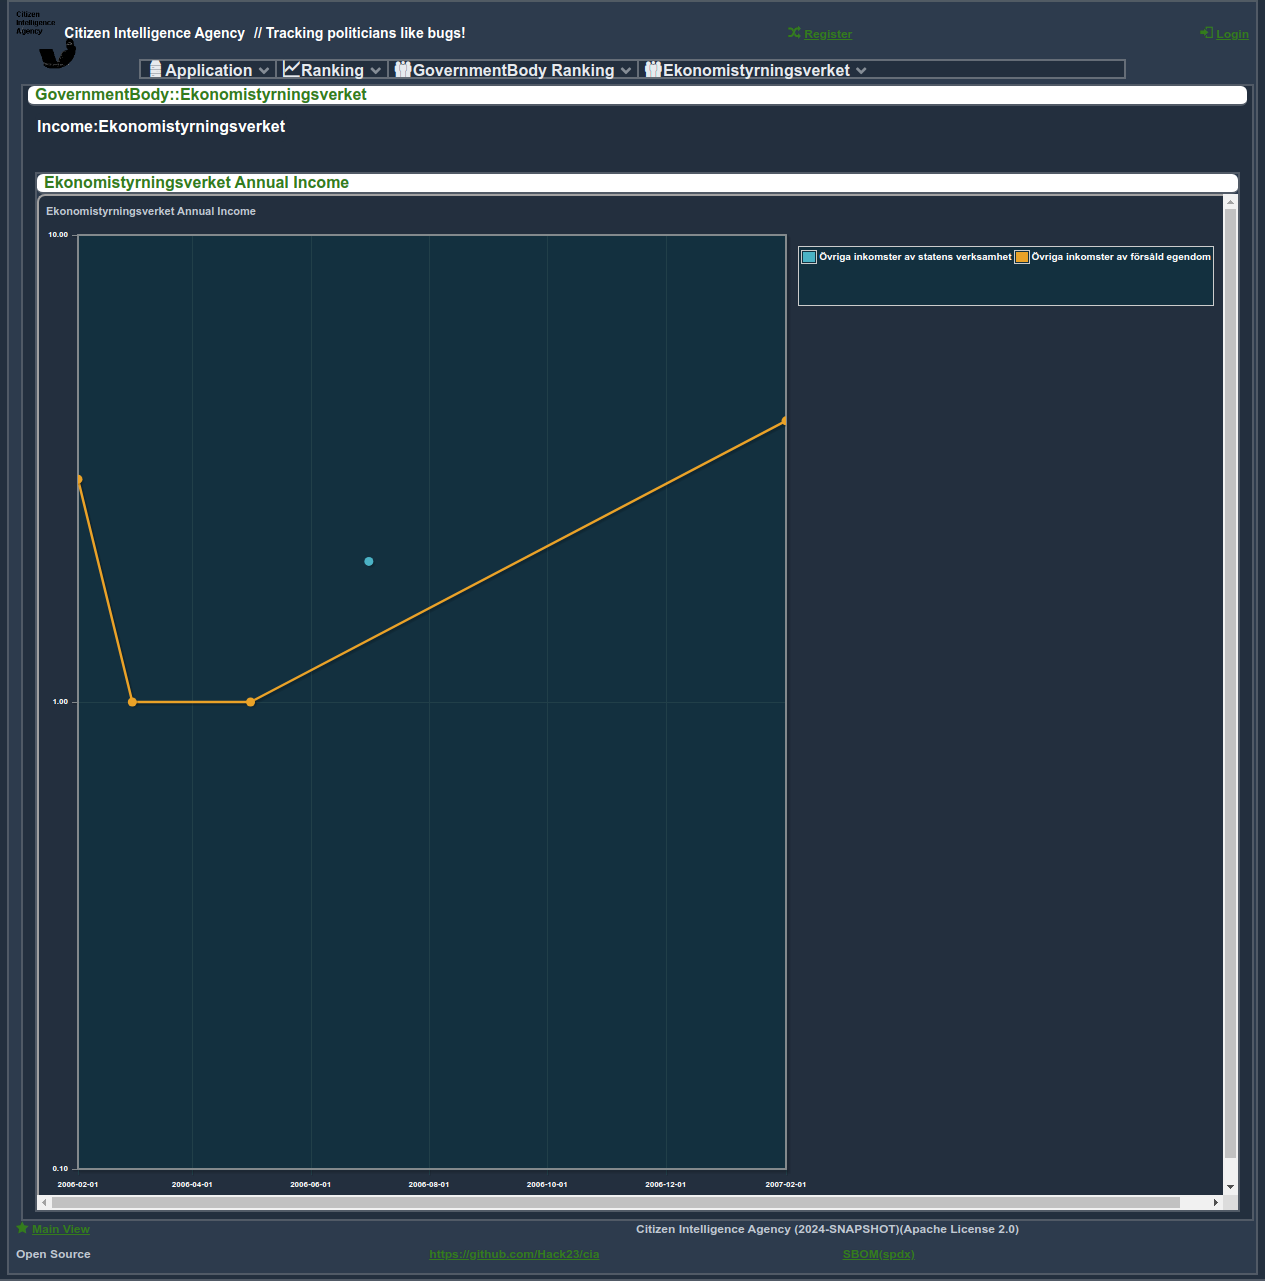 Citizen
Intelligence
Agency
Citizen Intelligence Agency // Tracking politicians like bugs!
Register
Login
Application
Ranking
GovernmentBody Ranking
Ekonomistyrningsverket
GovernmentBody::Ekonomistyrningsverket
Income:Ekonomistyrningsverket
Ekonomistyrningsverket Annual Income
Ekonomistyrningsverket Annual Income
10.00
Övriga inkomster av statens verksamhet
Övriga inkomster av försåld egendom
1.00
0.10
2006-02-01
2006-04-01
2006-06-01
2006-08-01
2006-10-01
2006-12-01
2007-02-01
Main View
Citizen Intelligence Agency (2024-SNAPSHOT)(Apache License 2.0)
Open Source
https://github.com/Hack23/cia
SBOM(spdx)